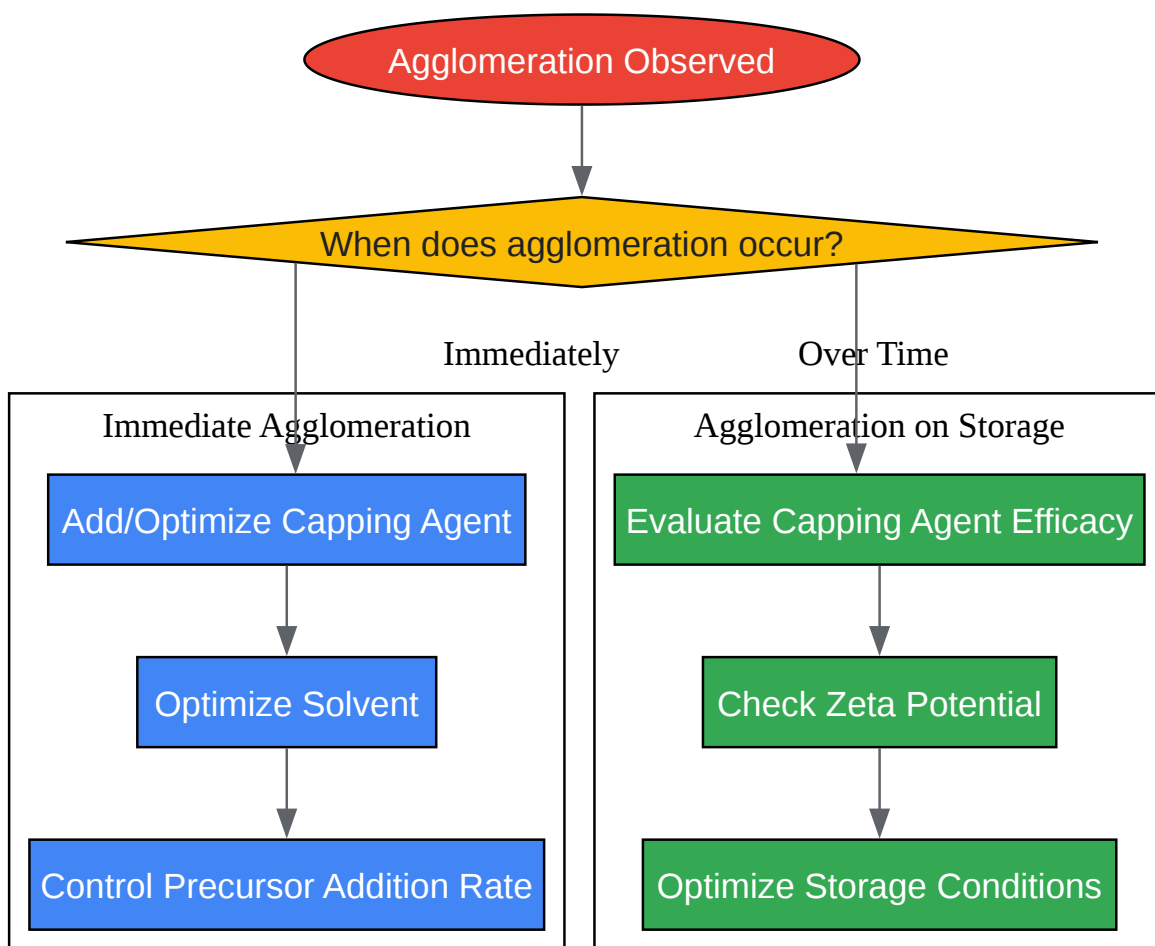 Agglomeration Observed
When does agglomeration occur?
Immediately
Over Time
Immediate Agglomeration
Add/Optimize Capping Agent
Optimize Solvent
Control Precursor Addition Rate
Agglomeration on Storage
Evaluate Capping Agent Efficacy
Check Zeta Potential
Optimize Storage Conditions